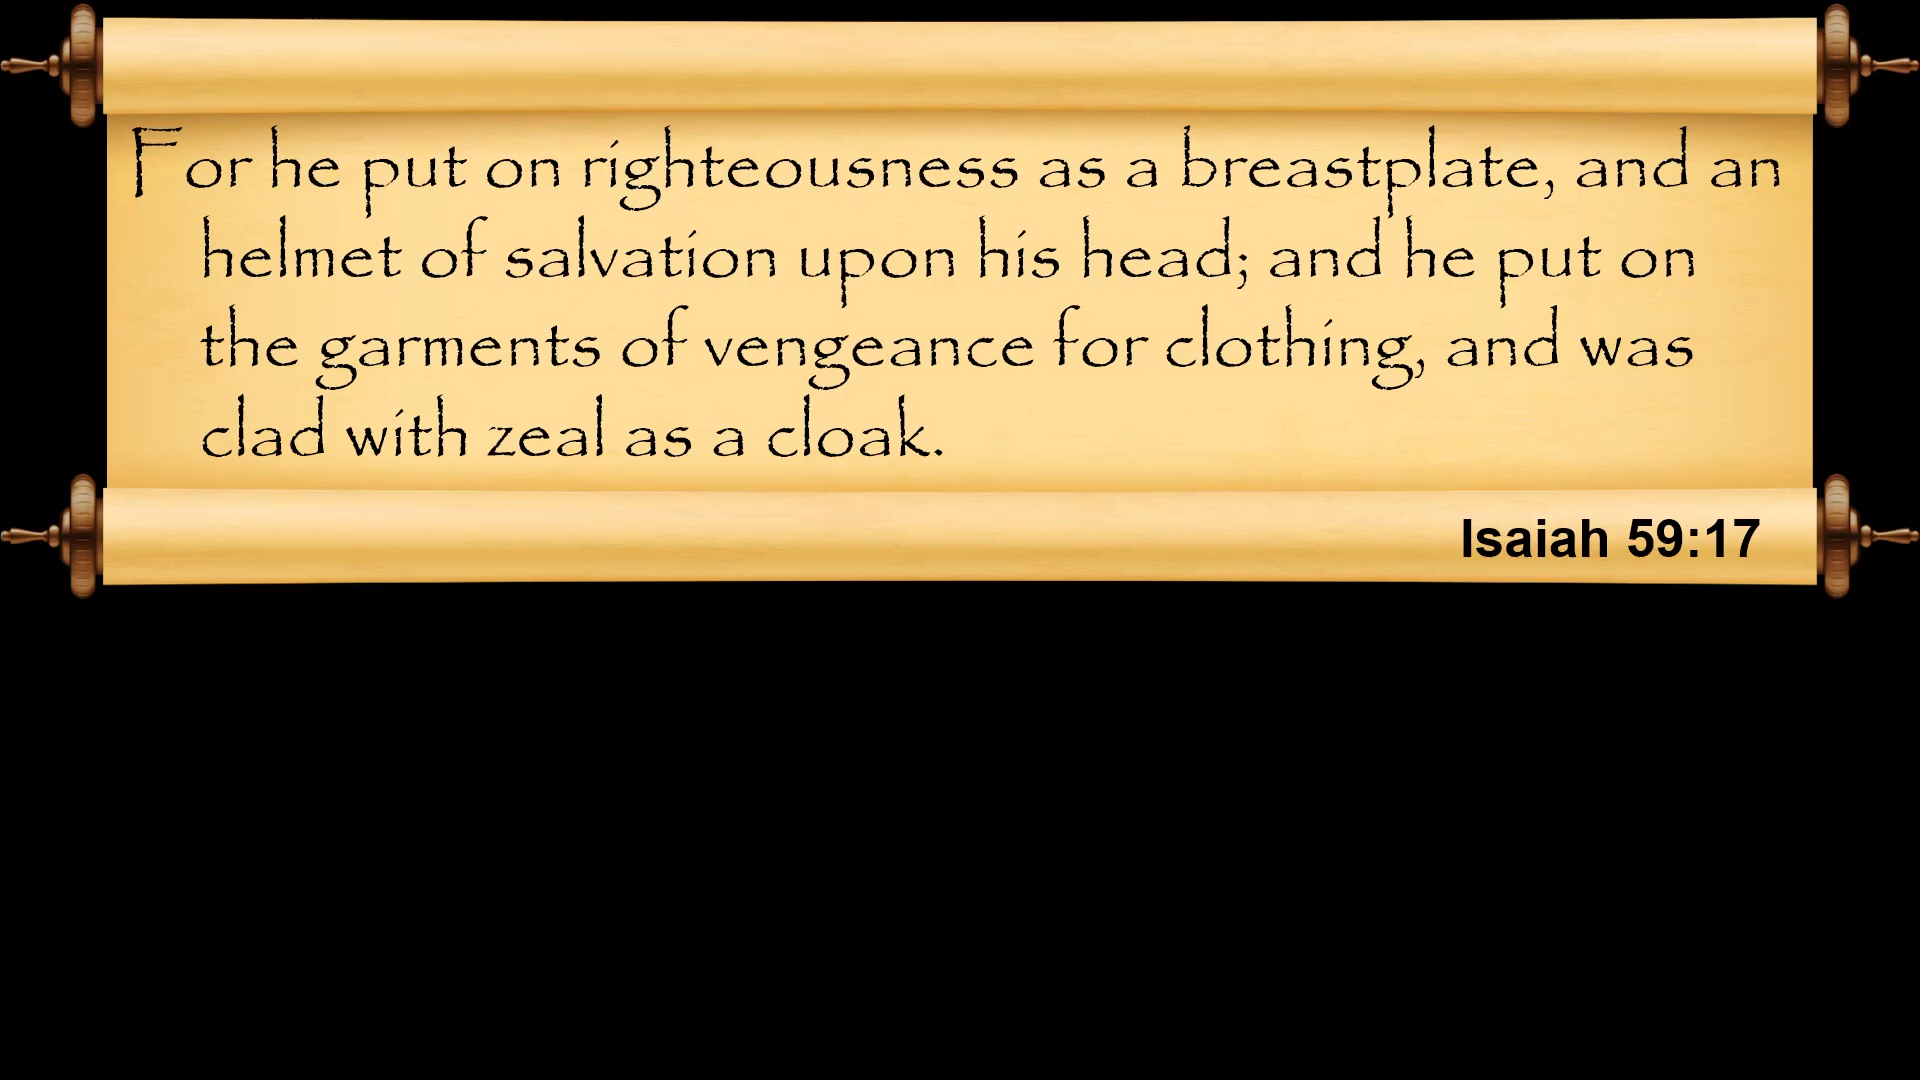 For he put on righteousness as a breastplate, and an
helmet of salvation upon his head; and he put on
the garments of vengeance for clothing, and was
clad with zeal as a cloak.
Isaiah 59:17